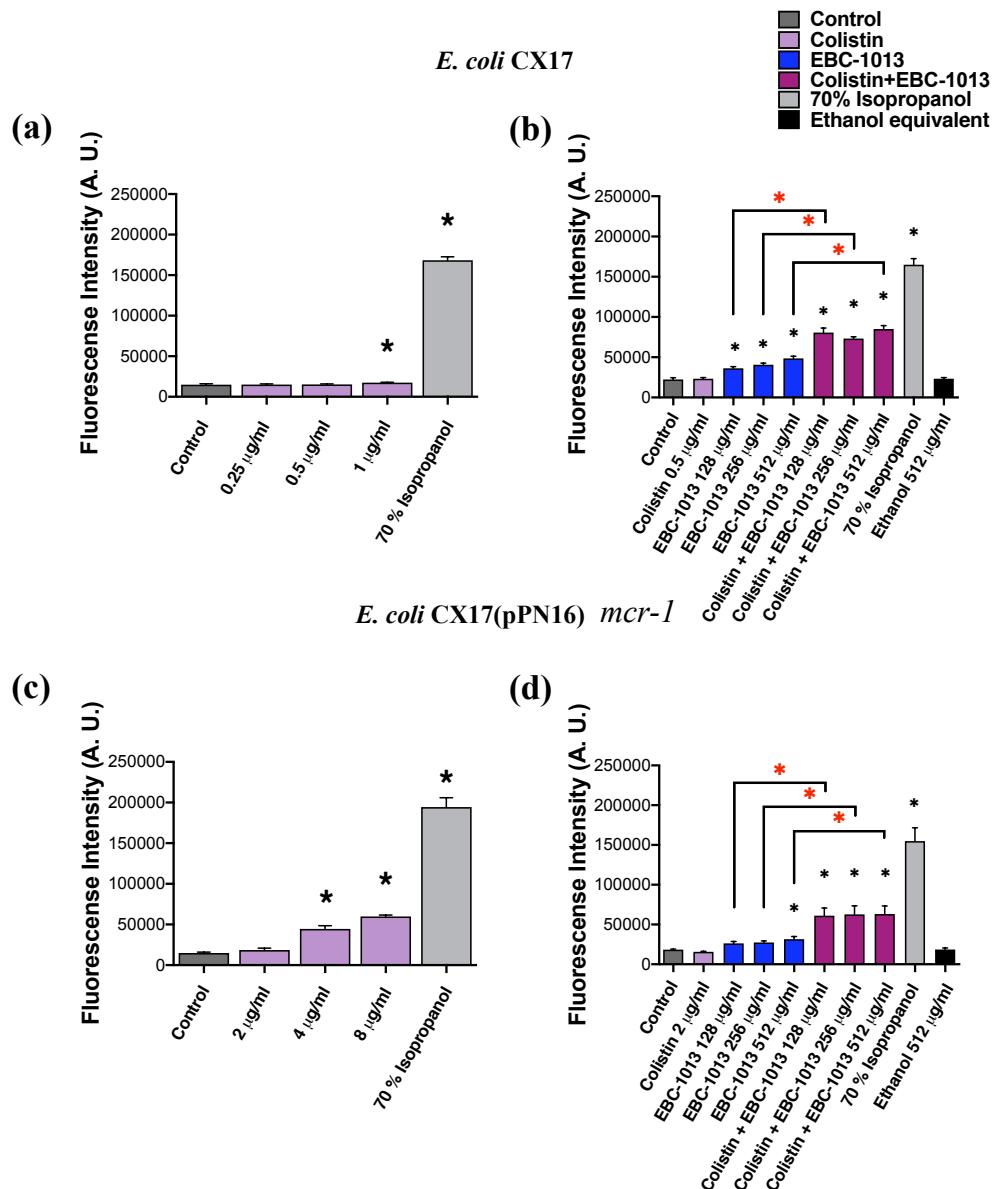 Control
Colistin
EBC-1013
Colistin+EBC-1013
70% Isopropanol
Ethanol equivalent
E. coli CX17
(a)
Fluorescense Intensity (A. U.)
250000
200000
150000
100000
50000
0
*
*
Control
0.25 µg/ml
0.5 µg/ml
1 µg/ml
70 % Isopropanol
(b)
Fluorescense Intensity (A. U.)
250000
200000
150000
100000
50000
0
*
*
*
* * * * * * *
Control
Colistin 0.5 µg/ml
EBC-1013 128 µg/ml
EBC-1013 256 µg/ml
EBC-1013 512 µg/ml
Colistin + EBC-1013 128 µg/ml
Colistin + EBC-1013 256 µg/ml
Colistin + EBC-1013 512 µg/ml
70 % Isopropanol
Ethanol 512 µg/ml
E. coli CX17(pPN16) mcr-1
(c)
Fluorescense Intensity (A. U.)
250000
200000
150000
100000
50000
0
*
*
*
Control
2 µg/ml
4 µg/ml
8 µg/ml
70 % Isopropanol
(d)
Fluorescense Intensity (A. U.)
250000
200000
150000
100000
50000
0
*
*
*
* * * * *
Control
Colistin 2 µg/ml
EBC-1013 128 µg/ml
EBC-1013 256 µg/ml
EBC-1013 512 µg/ml
Colistin + EBC-1013 128 µg/ml
Colistin + EBC-1013 256 µg/ml
Colistin + EBC-1013 512 µg/ml
70 % Isopropanol
Ethanol 512 µg/ml